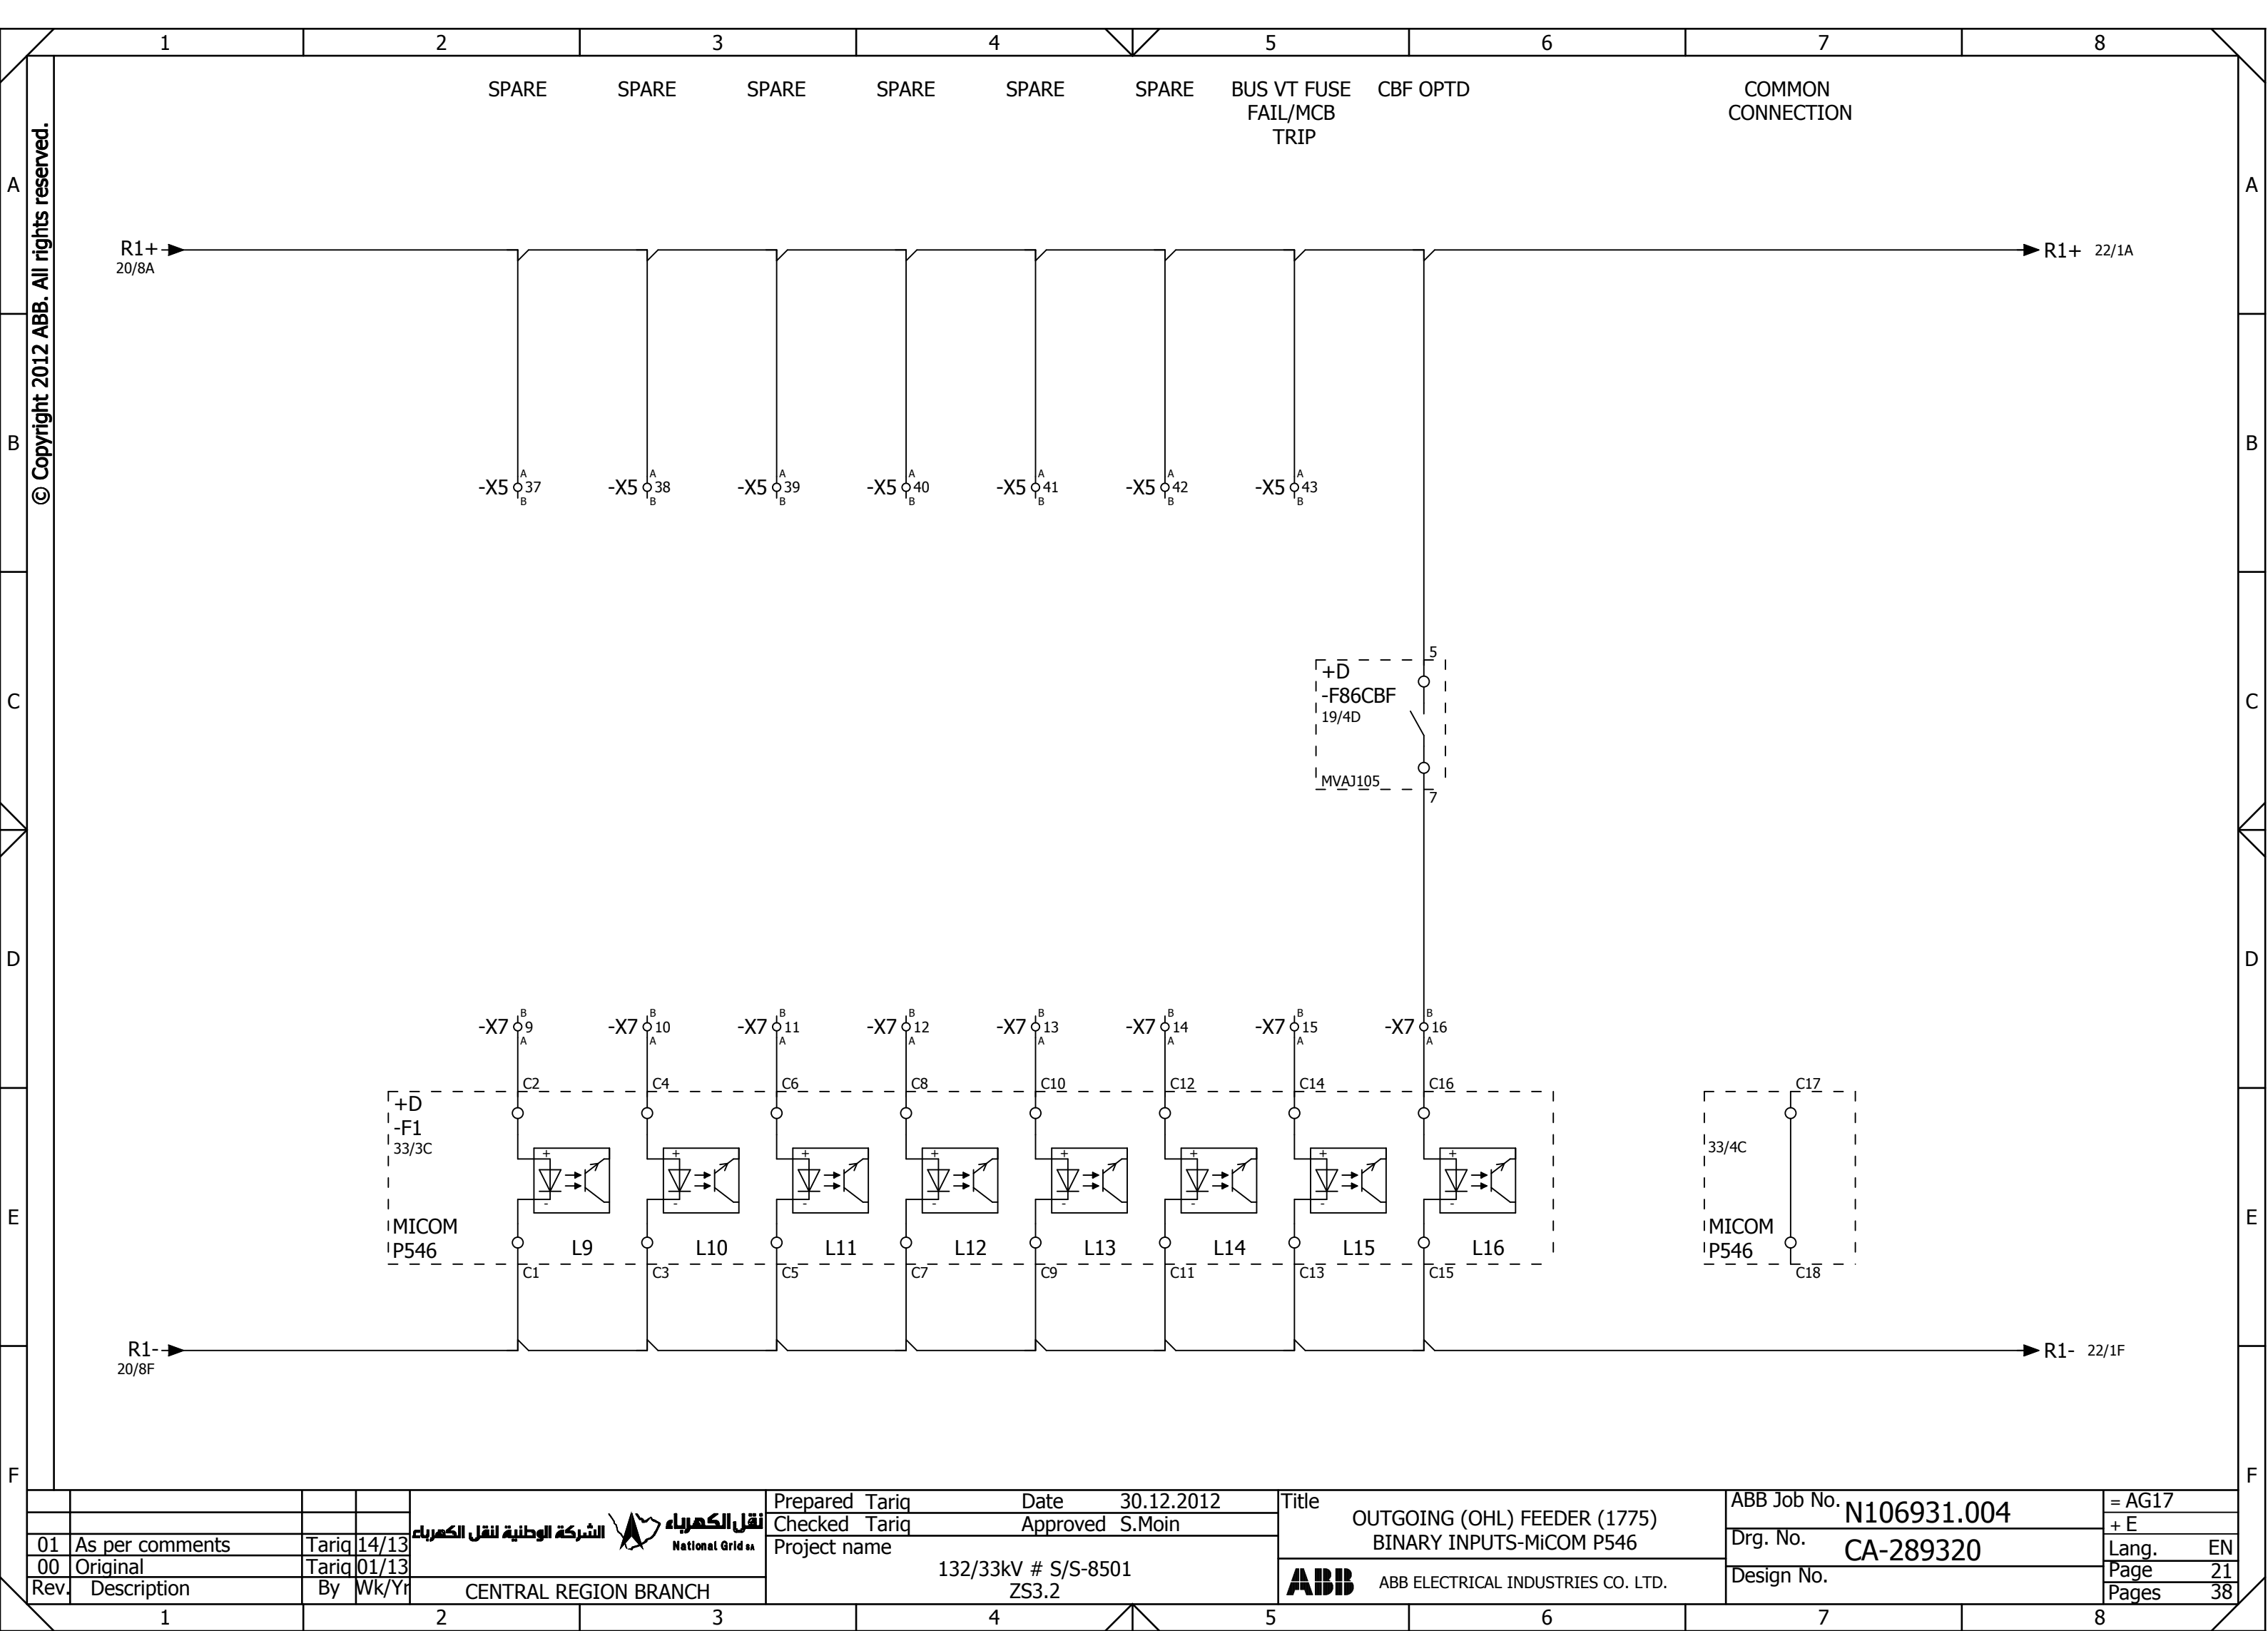 1 2 3 4 5 6 7 8
SPARE SPARE SPARE SPARE SPARE SPARE BUS VT FUSE CBF OPTD COMMON
FAIL/MCB CONNECTION
TRIP
© Copyright 2012 ABB. All rights reserved.
A A
R1+ R1+ 22/1A
20/8A
B B
A A A A A A A
-X5 37 -X5 38 -X5 39 -X5 40 -X5 41 -X5 42 -X5 43
B B B B B B B
5
+D
C -F86CBF C
19/4D
MVAJ105
7
D D
B B B B B B B B
-X7 9 -X7 10 -X7 11 -X7 12 -X7 13 -X7 14 -X7 15 -X7 16
A A A A A A A A
C2 C4 C6 C8 C10 C12 C14 C16 C17
+D
-F1
33/3C 33/4C
+ + + + + + + +
- - - - - - - -
E E
MICOM MICOM
P546 L9 L10 L11 L12 L13 L14 L15 L16 P546
C1 C3 C5 C7 C9 C11 C13 C15 C18
R1- R1- 22/1F
20/8F
F F
01 As per comments Tariq 14/13
00 Original Tariq 01/13
Rev. Description By Wk/Yr
الشركة الوطنية لنقل الكهرباء
نقل الكهرباء
National Grid SA
CENTRAL REGION BRANCH
Prepared Tariq Date 30.12.2012
Checked Tariq Approved S.Moin
Project name
132/33kV # S/S-8501
ZS3.2
Title
OUTGOING (OHL) FEEDER (1775)
BINARY INPUTS-MiCOM P546
ABB ABB ELECTRICAL INDUSTRIES CO. LTD.
ABB Job No. N106931.004
Drg. No. CA-289320
Design No.
= AG17
+ E
Lang. EN
Page 21
Pages 38
1 2 3 4 5 6 7 8